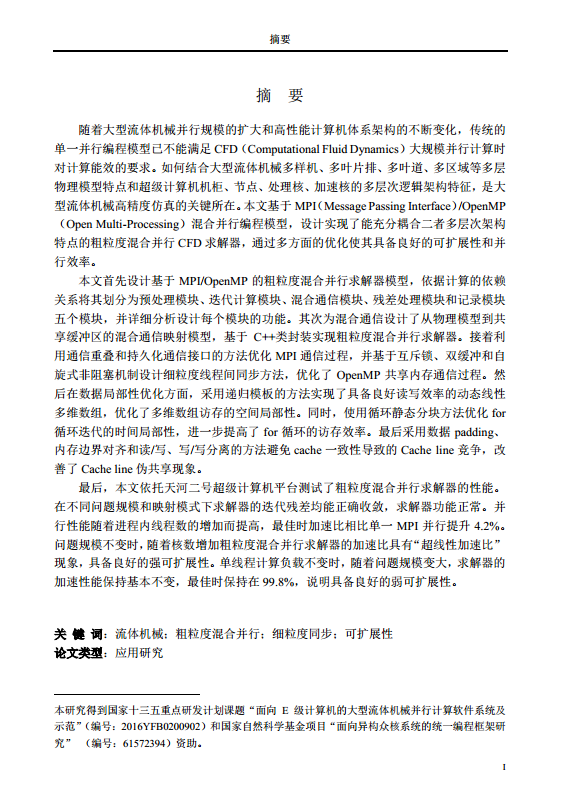 摘要
摘　要
随着大型流体机械并行规模的扩大和高性能计算机体系架构的不断变化，传统的
单一并行编程模型已不能满足 CFD（Computational Fluid Dynamics）大规模并行计算时
对计算能效的要求。如何结合大型流体机械多样机、多叶片排、多叶道、多区域等多层
物理模型特点和超级计算机机柜、节点、处理核、加速核的多层次逻辑架构特征，是大
型流体机械高精度仿真的关键所在。本文基于 MPI（Message Passing Interface）/OpenMP
（Open Multi-Processing）混合并行编程模型，设计实现了能充分耦合二者多层次架构
特点的粗粒度混合并行 CFD 求解器，通过多方面的优化使其具备良好的可扩展性和并
行效率。
本文首先设计基于 MPI/OpenMP 的粗粒度混合并行求解器模型，依据计算的依赖
关系将其划分为预处理模块、迭代计算模块、混合通信模块、残差处理模块和记录模块
五个模块，并详细分析设计每个模块的功能。其次为混合通信设计了从物理模型到共
享缓冲区的混合通信映射模型，基于 C++类封装实现粗粒度混合并行求解器。接着利
用通信重叠和持久化通信接口的方法优化 MPI 通信过程，并基于互斥锁、双缓冲和自
旋式非阻塞机制设计细粒度线程间同步方法，优化了 OpenMP 共享内存通信过程。然
后在数据局部性优化方面，采用递归模板的方法实现了具备良好读写效率的动态线性
多维数组，优化了多维数组访存的空间局部性。同时，使用循环静态分块方法优化 for
循环迭代的时间局部性，进一步提高了 for 循环的访存效率。最后采用数据 padding、
内存边界对齐和读/写、写/写分离的方法避免 cache 一致性导致的 Cache line 竞争，改
善了 Cache line 伪共享现象。
最后，本文依托天河二号超级计算机平台测试了粗粒度混合并行求解器的性能。
在不同问题规模和映射模式下求解器的迭代残差均能正确收敛，求解器功能正常。并
行性能随着进程内线程数的增加而提高，最佳时加速比相比单一 MPI 并行提升 4.2%。
问题规模不变时，随着核数增加粗粒度混合并行求解器的加速比具有“超线性加速比”
现象，具备良好的强可扩展性。单线程计算负载不变时，随着问题规模变大，求解器的
加速性能保持基本不变，最佳时保持在 99.8%，说明具备良好的弱可扩展性。
关 键 词：流体机械；粗粒度混合并行；细粒度同步；可扩展性
论文类型：应用研究
本研究得到国家十三五重点研发计划课题“面向 E 级计算机的大型流体机械并行计算软件系统及
示范”（编号：2016YFB0200902）和国家自然科学基金项目“面向异构众核系统的统一编程框架研
究” （编号：61572394）资助。
I